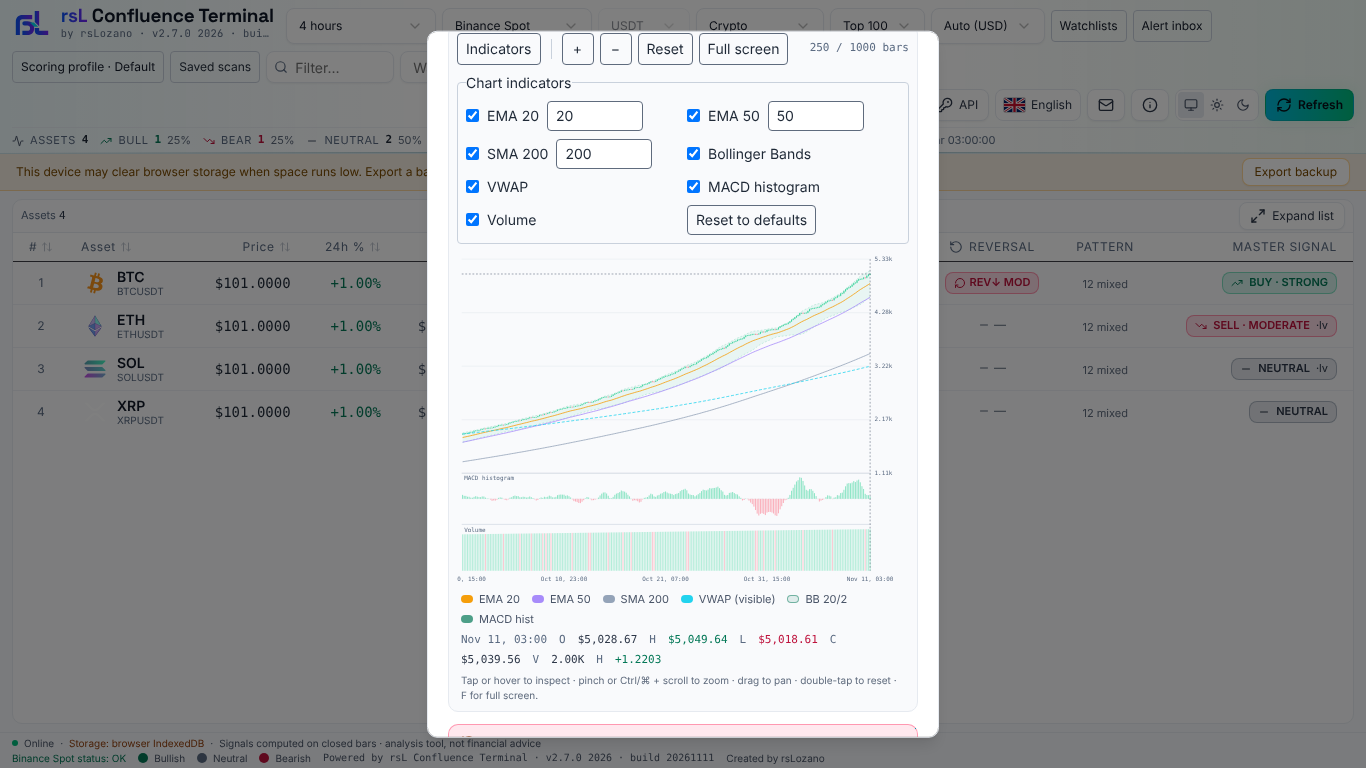 rsL Confluence Terminal
by rsLozano · v2.7.0 2026 · bui…
4 hours
Binance Spot
USDT
Crypto
Top 100
Auto (USD)
Watchlists
Alert inbox
Scoring profile · Default
Saved scans
Filter...
W
API
English
Refresh
ASSETS 4 BULL 1 25% BEAR 1 25% NEUTRAL 2 50%
ar 03:00:00
This device may clear browser storage when space runs low. Export a ba
Export backup
Assets 4
Expand list
# Asset Price 24h % REVERSAL PATTERN MASTER SIGNAL
1 BTC $101.0000 +1.00% REV↓ MOD 12 mixed BUY · STRONG
BTCUSDT
2 ETH $101.0000 +1.00% $ — — 12 mixed SELL · MODERATE ·lv
ETHUSDT
3 SOL $101.0000 +1.00% $ — — 12 mixed NEUTRAL ·lv
SOLUSDT
4 XRP $101.0000 +1.00% $ — — 12 mixed NEUTRAL
XRPUSDT
Indicators + − Reset Full screen 250 / 1000 bars
Chart indicators
EMA 20 20 EMA 50 50
SMA 200 200 Bollinger Bands
VWAP MACD histogram
Volume Reset to defaults
5.33k
4.28k
3.22k
2.17k
1.11k
MACD histogram
Volume
0, 15:00 Oct 10, 23:00 Oct 21, 07:00 Oct 31, 15:00 Nov 11, 03:00
EMA 20 EMA 50 SMA 200 VWAP (visible) BB 20/2
MACD hist
Nov 11, 03:00 O $5,028.67 H $5,049.64 L $5,018.61 C
$5,039.56 V 2.00K H +1.2203
Tap or hover to inspect · pinch or Ctrl/⌘ + scroll to zoom · drag to pan · double-tap to reset ·
F for full screen.
Online · Storage: browser IndexedDB · Signals computed on closed bars · analysis tool, not financial advice
Binance Spot status: OK Bullish Neutral Bearish Powered by rsL Confluence Terminal · v2.7.0 2026 · build 20261111 Created by rsLozano